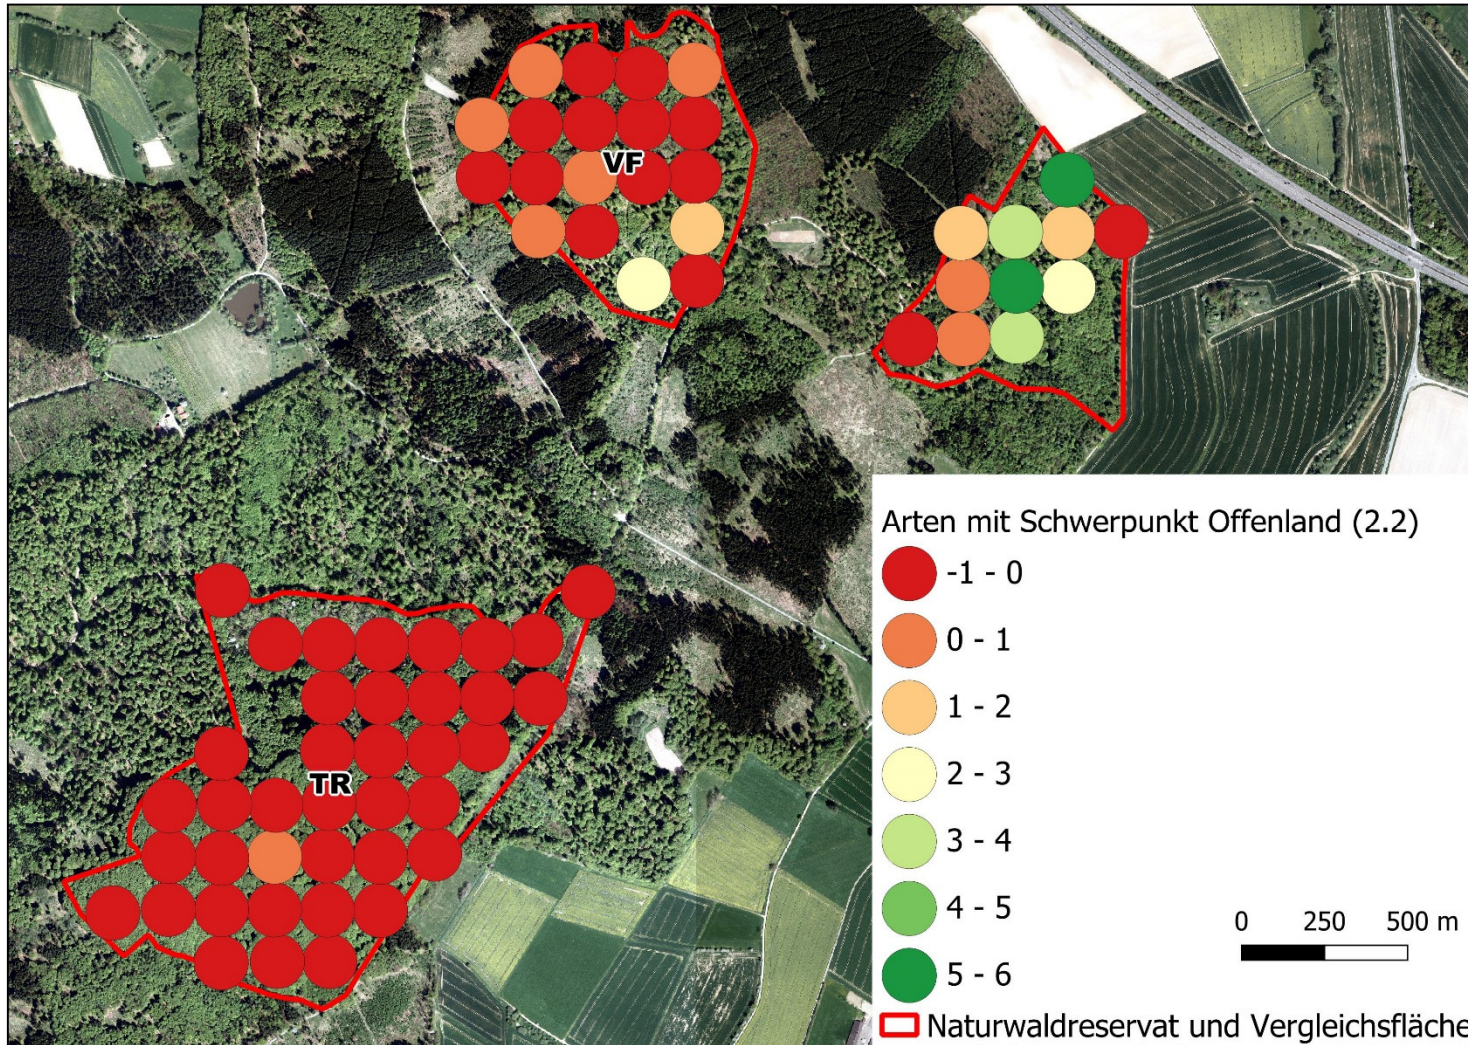 VF
TR
Arten mit Schwerpunkt Offenland (2.2)
-1 - 0
0 - 1
1 - 2
2 - 3
3 - 4
4 - 5
5 - 6
0 250 500 m
Naturwaldreservat und Vergleichsfläche